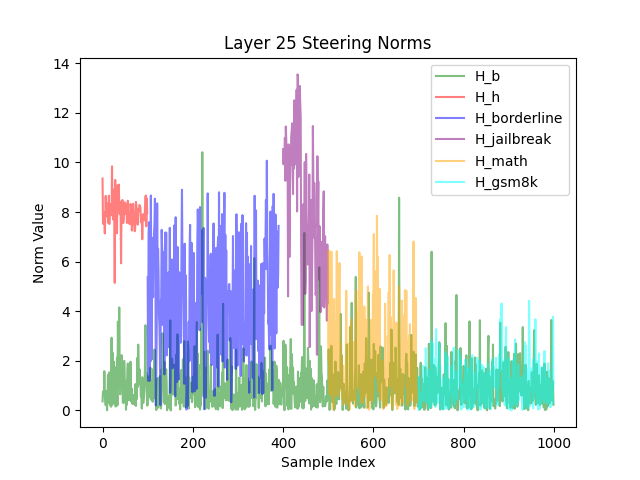 Layer 25 Steering Norms
14
12
10
8
6
4
2
0
Norm Value
0
200
400
600
800
1000
Sample Index
H_b
H_h
H_borderline
H_jailbreak
H_math
H_gsm8k